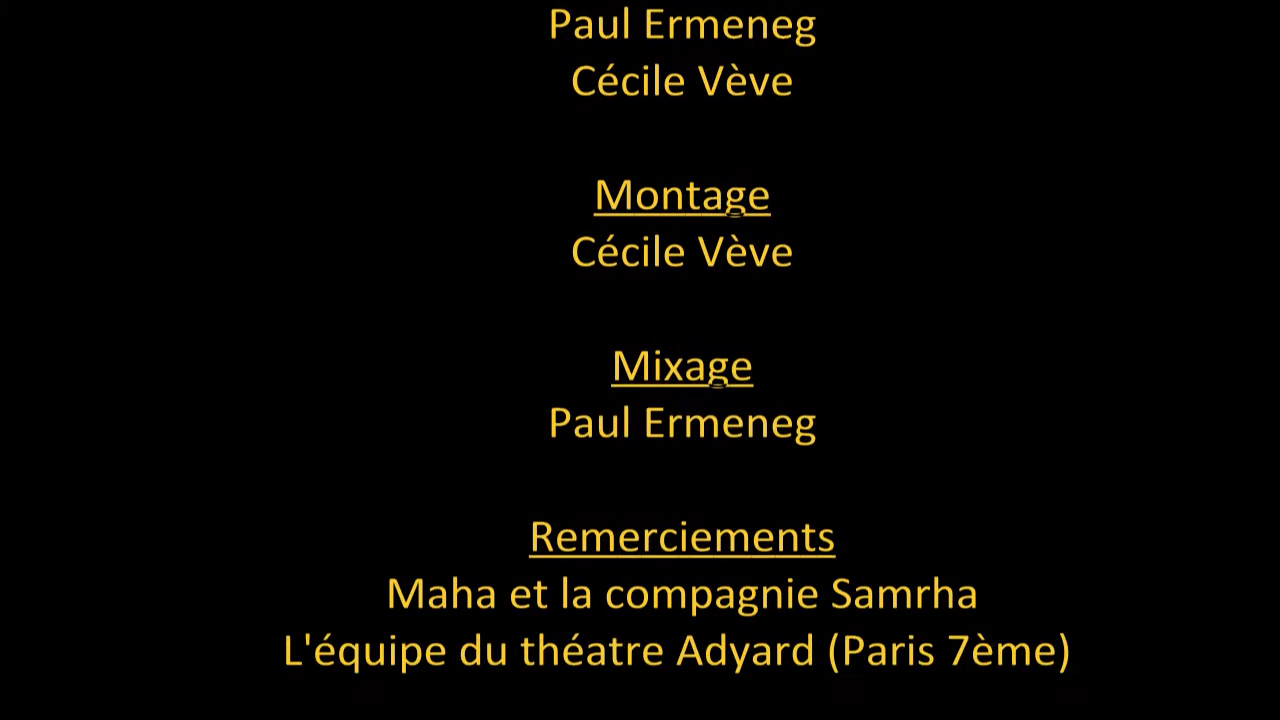 Paul Ermeneg
Cécile Vève
Montage
Cécile Vève
Mixage
Paul Ermeneg
Remerciements
Maha et la compagnie Samrha
L'équipe du théatre Adyard (Paris 7ème)